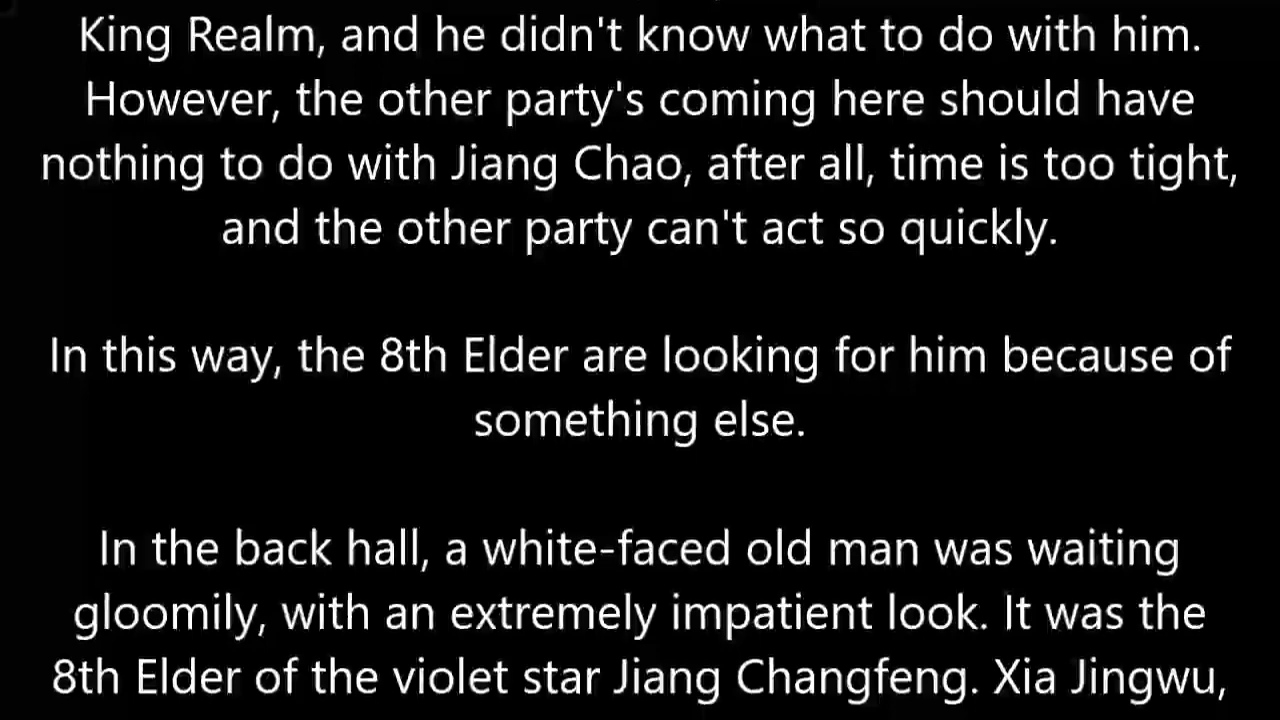 King Realm, and he didn't know what to do with him.
However, the other party's coming here should have
nothing to do with Jiang Chao, after all, time is too tight,
and the other party can't act so quickly.
In this way, the 8th Elder are looking for him because of
something else.
In the back hall, a white-faced old man was waiting
gloomily, with an extremely impatient look. It was the
8th Elder of the violet star Jiang Changfeng. Xia Jingwu,